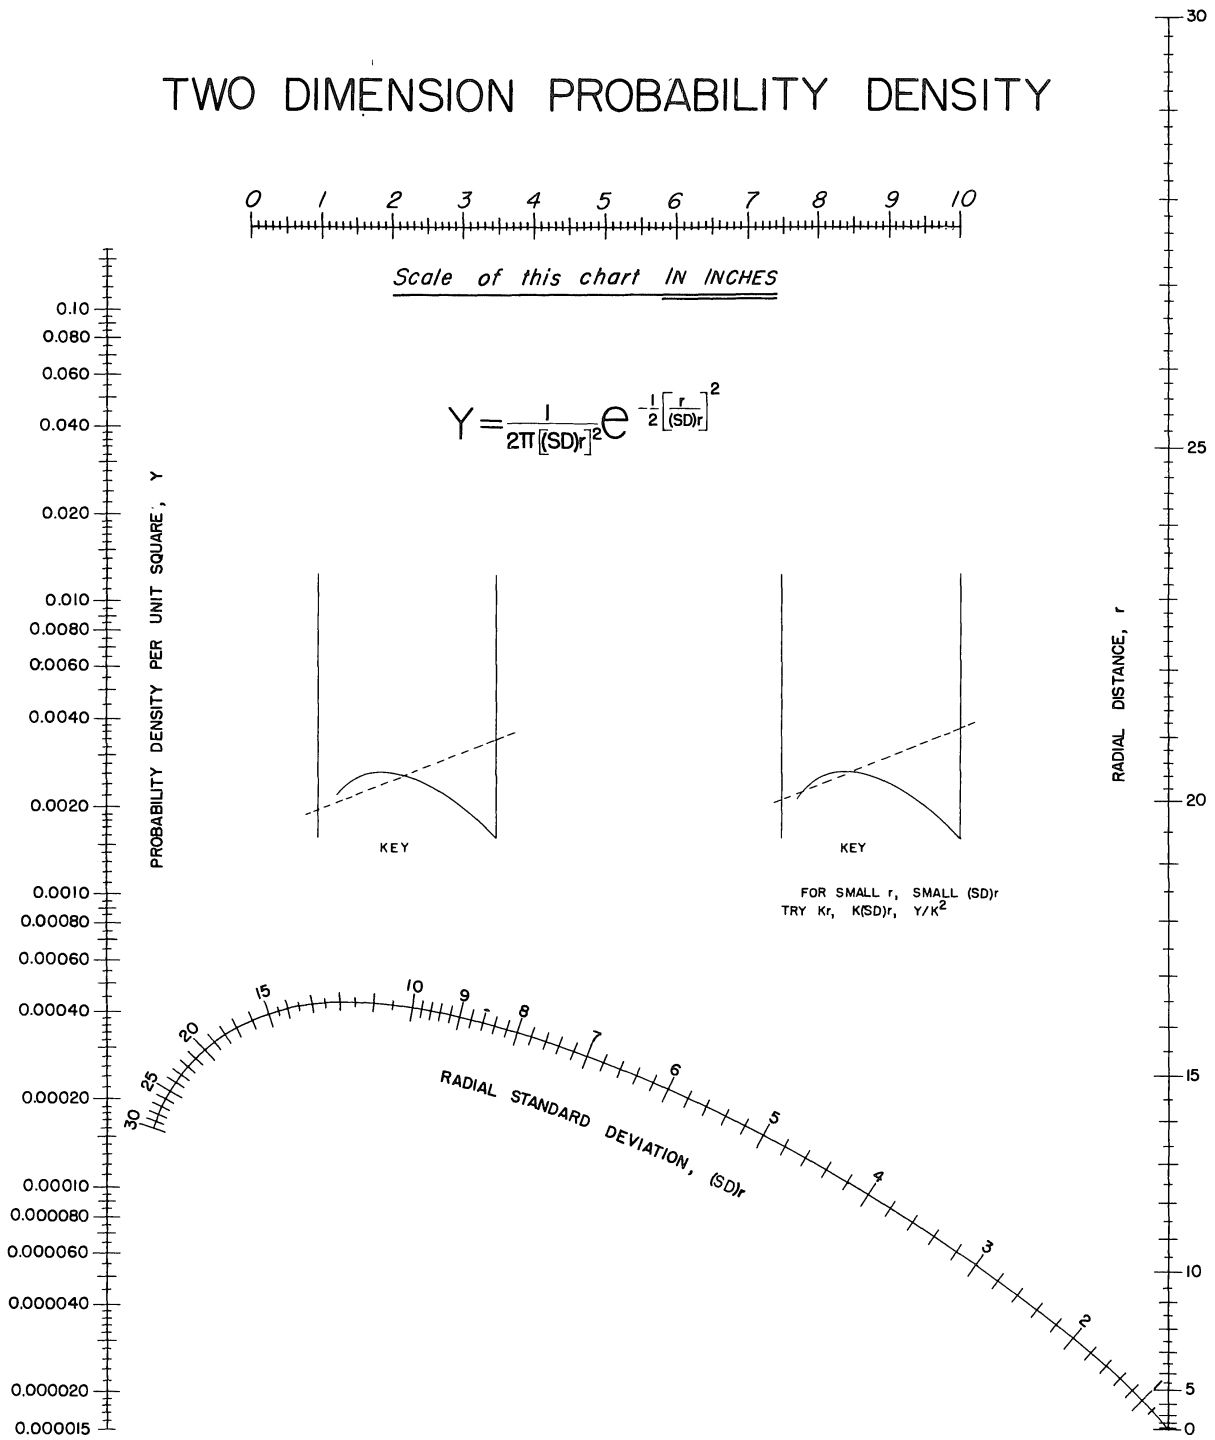 TWO DIMENSION PROBABILITY DENSITY
0 1 2 3 4 5 6 7 8 9 10
Scale of this chart IN INCHES
Y = 1/2π[(SD)r]² e -1/2[r/(SD)r]²
PROBABILITY DENSITY PER UNIT SQUARE, Y
0.10
0.080
0.060
0.040
0.020
0.010
0.0080
0.0060
0.0040
0.0020
0.0010
0.00080
0.00060
0.00040
0.00020
0.00010
0.000080
0.000060
0.000040
0.000020
0.000015
KEY
KEY
FOR SMALL r, SMALL (SD)r
TRY Kr, K(SD)r, Y/K²
RADIAL DISTANCE, r
30
25
20
15
10
5
0
30 25 20 15 10 9 8 7 6 5 4 3 2 1
RADIAL STANDARD DEVIATION, (SD)r